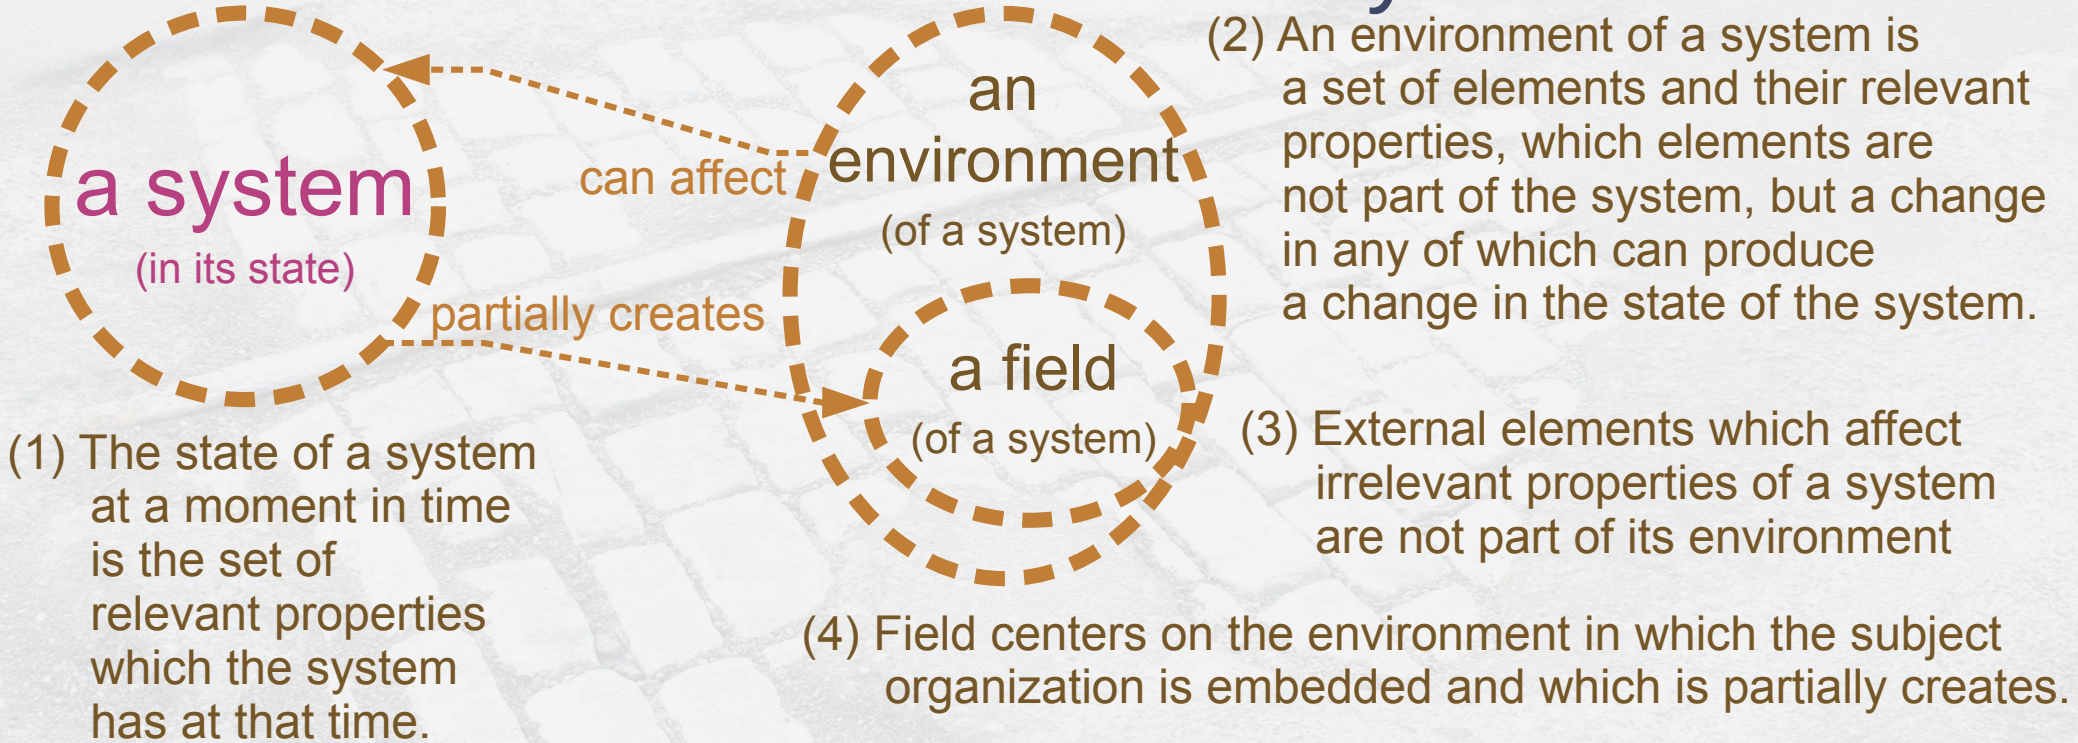 a system
(in its state)
can affect
partially creates
an
environment
(of a system)
a field
(of a system)
(1) The state of a system
at a moment in time
is the set of
relevant properties
which the system
has at that time.
(2) An environment of a system is
a set of elements and their relevant
properties, which elements are
not part of the system, but a change
in any of which can produce
a change in the state of the system.
(3) External elements which affect
irrelevant properties of a system
are not part of its environment
(4) Field centers on the environment in which the subject
organization is embedded and which is partially creates.